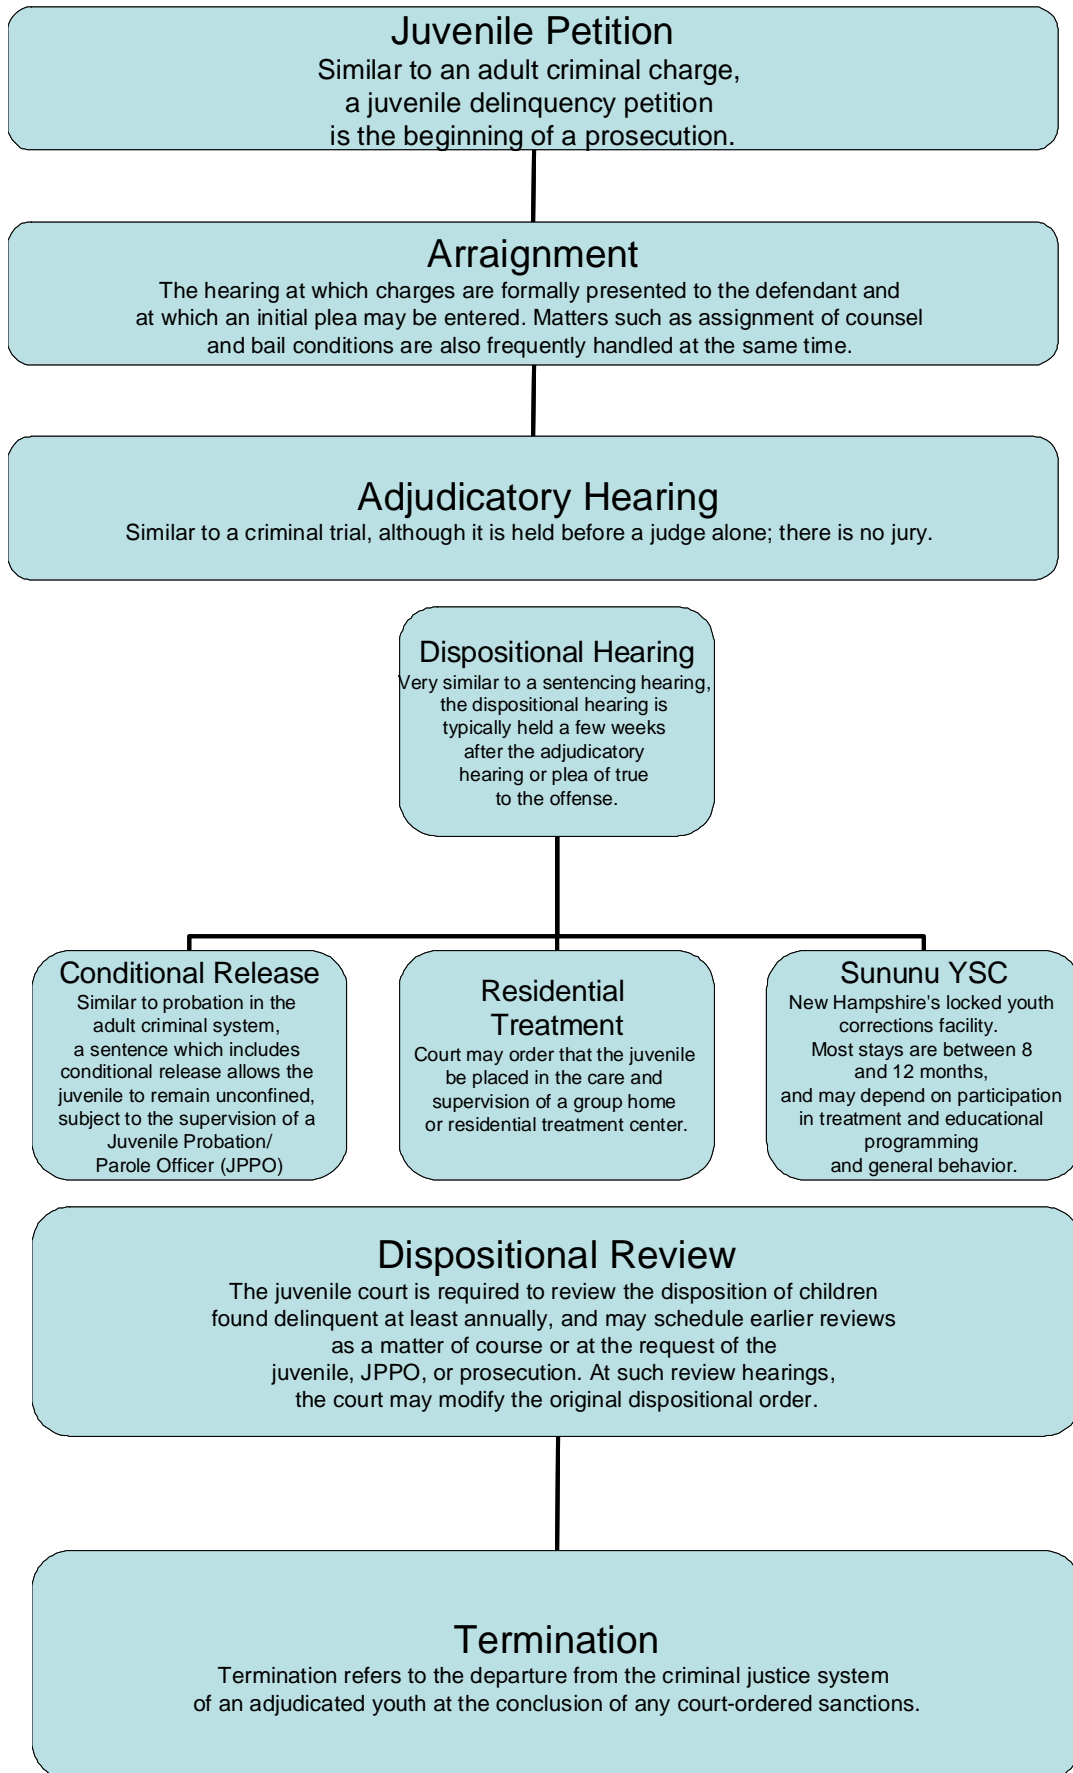 Juvenile Petition
Similar to an adult criminal charge,
a juvenile delinquency petition
is the beginning of a prosecution.
Arraignment
The hearing at which charges are formally presented to the defendant and
at which an initial plea may be entered. Matters such as assignment of counsel
and bail conditions are also frequently handled at the same time.
Adjudicatory Hearing
Similar to a criminal trial, although it is held before a judge alone; there is no jury.
Dispositional Hearing
Very similar to a sentencing hearing,
the dispositional hearing is
typically held a few weeks
after the adjudicatory
hearing or plea of true
to the offense.
Conditional Release
Similar to probation in the
adult criminal system,
a sentence which includes
conditional release allows the
juvenile to remain unconfined,
subject to the supervision of a
Juvenile Probation/
Parole Officer (JPPO)
Residential
Treatment
Court may order that the juvenile
be placed in the care and
supervision of a group home
or residential treatment center.
Sununu YSC
New Hampshire's locked youth
corrections facility.
Most stays are between 8
and 12 months,
and may depend on participation
in treatment and educational
programming
and general behavior.
Dispositional Review
The juvenile court is required to review the disposition of children
found delinquent at least annually, and may schedule earlier reviews
as a matter of course or at the request of the
juvenile, JPPO, or prosecution. At such review hearings,
the court may modify the original dispositional order.
Termination
Termination refers to the departure from the criminal justice system
of an adjudicated youth at the conclusion of any court-ordered sanctions.